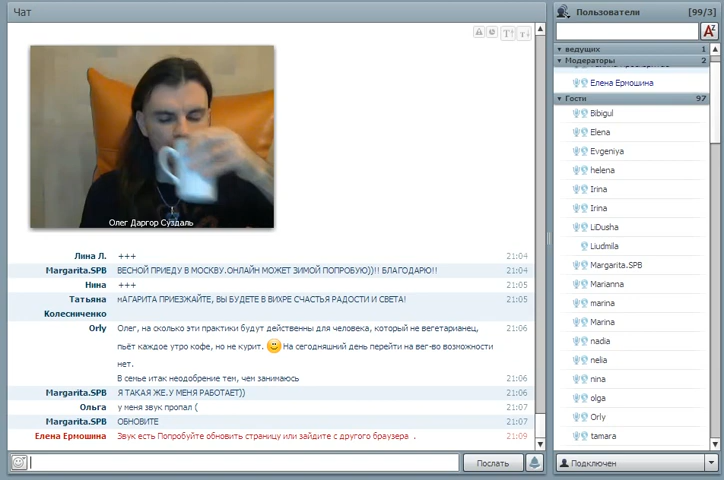 Чат
Олег Даргор Суздаль
Лина Л. +++ 21:04
Margarita.SPB ВЕСНОЙ ПРИЕДУ В МОСКВУ.ОНЛАЙН МОЖЕТ ЗИМОЙ ПОПРОБУЮ))!! БЛАГОДАРЮ!! 21:04
Нина +++ 21:05
Татьяна Колесниченко нАГАРИТА ПРИЕЗЖАЙТЕ, ВЫ БУДЕТЕ В ВИХРЕ СЧАСТЬЯ РАДОСТИ И СВЕТА! 21:05
Orly Олег, на сколько эти практики будут действенны для человека, который не вегетарианец, 21:06
пьёт каждое утро кофе, но не курит. На сегодняшний день перейти на вег-во возможности
нет.
В семье итак неодобрение тем, чем занимаюсь 21:06
Margarita.SPB Я ТАКАЯ ЖЕ.У МЕНЯ РАБОТАЕТ)) 21:06
Ольга у меня звук пропал ( 21:07
Margarita.SPB ОБНОВИТЕ 21:07
Елена Ермошина Звук есть Попробуйте обновить страницу или зайдите с другого браузера . 21:09
Послать
Пользователи [99/3]
ведущих 1
Модераторы 2
Елена Ермошина
Гости 97
Bibigul
Elena
Evgeniya
helena
Irina
Irina
LiDusha
Liudmila
Margarita.SPB
Marianna
marina
Marina
nadia
nelia
nina
olga
Orly
tamara
Подключен